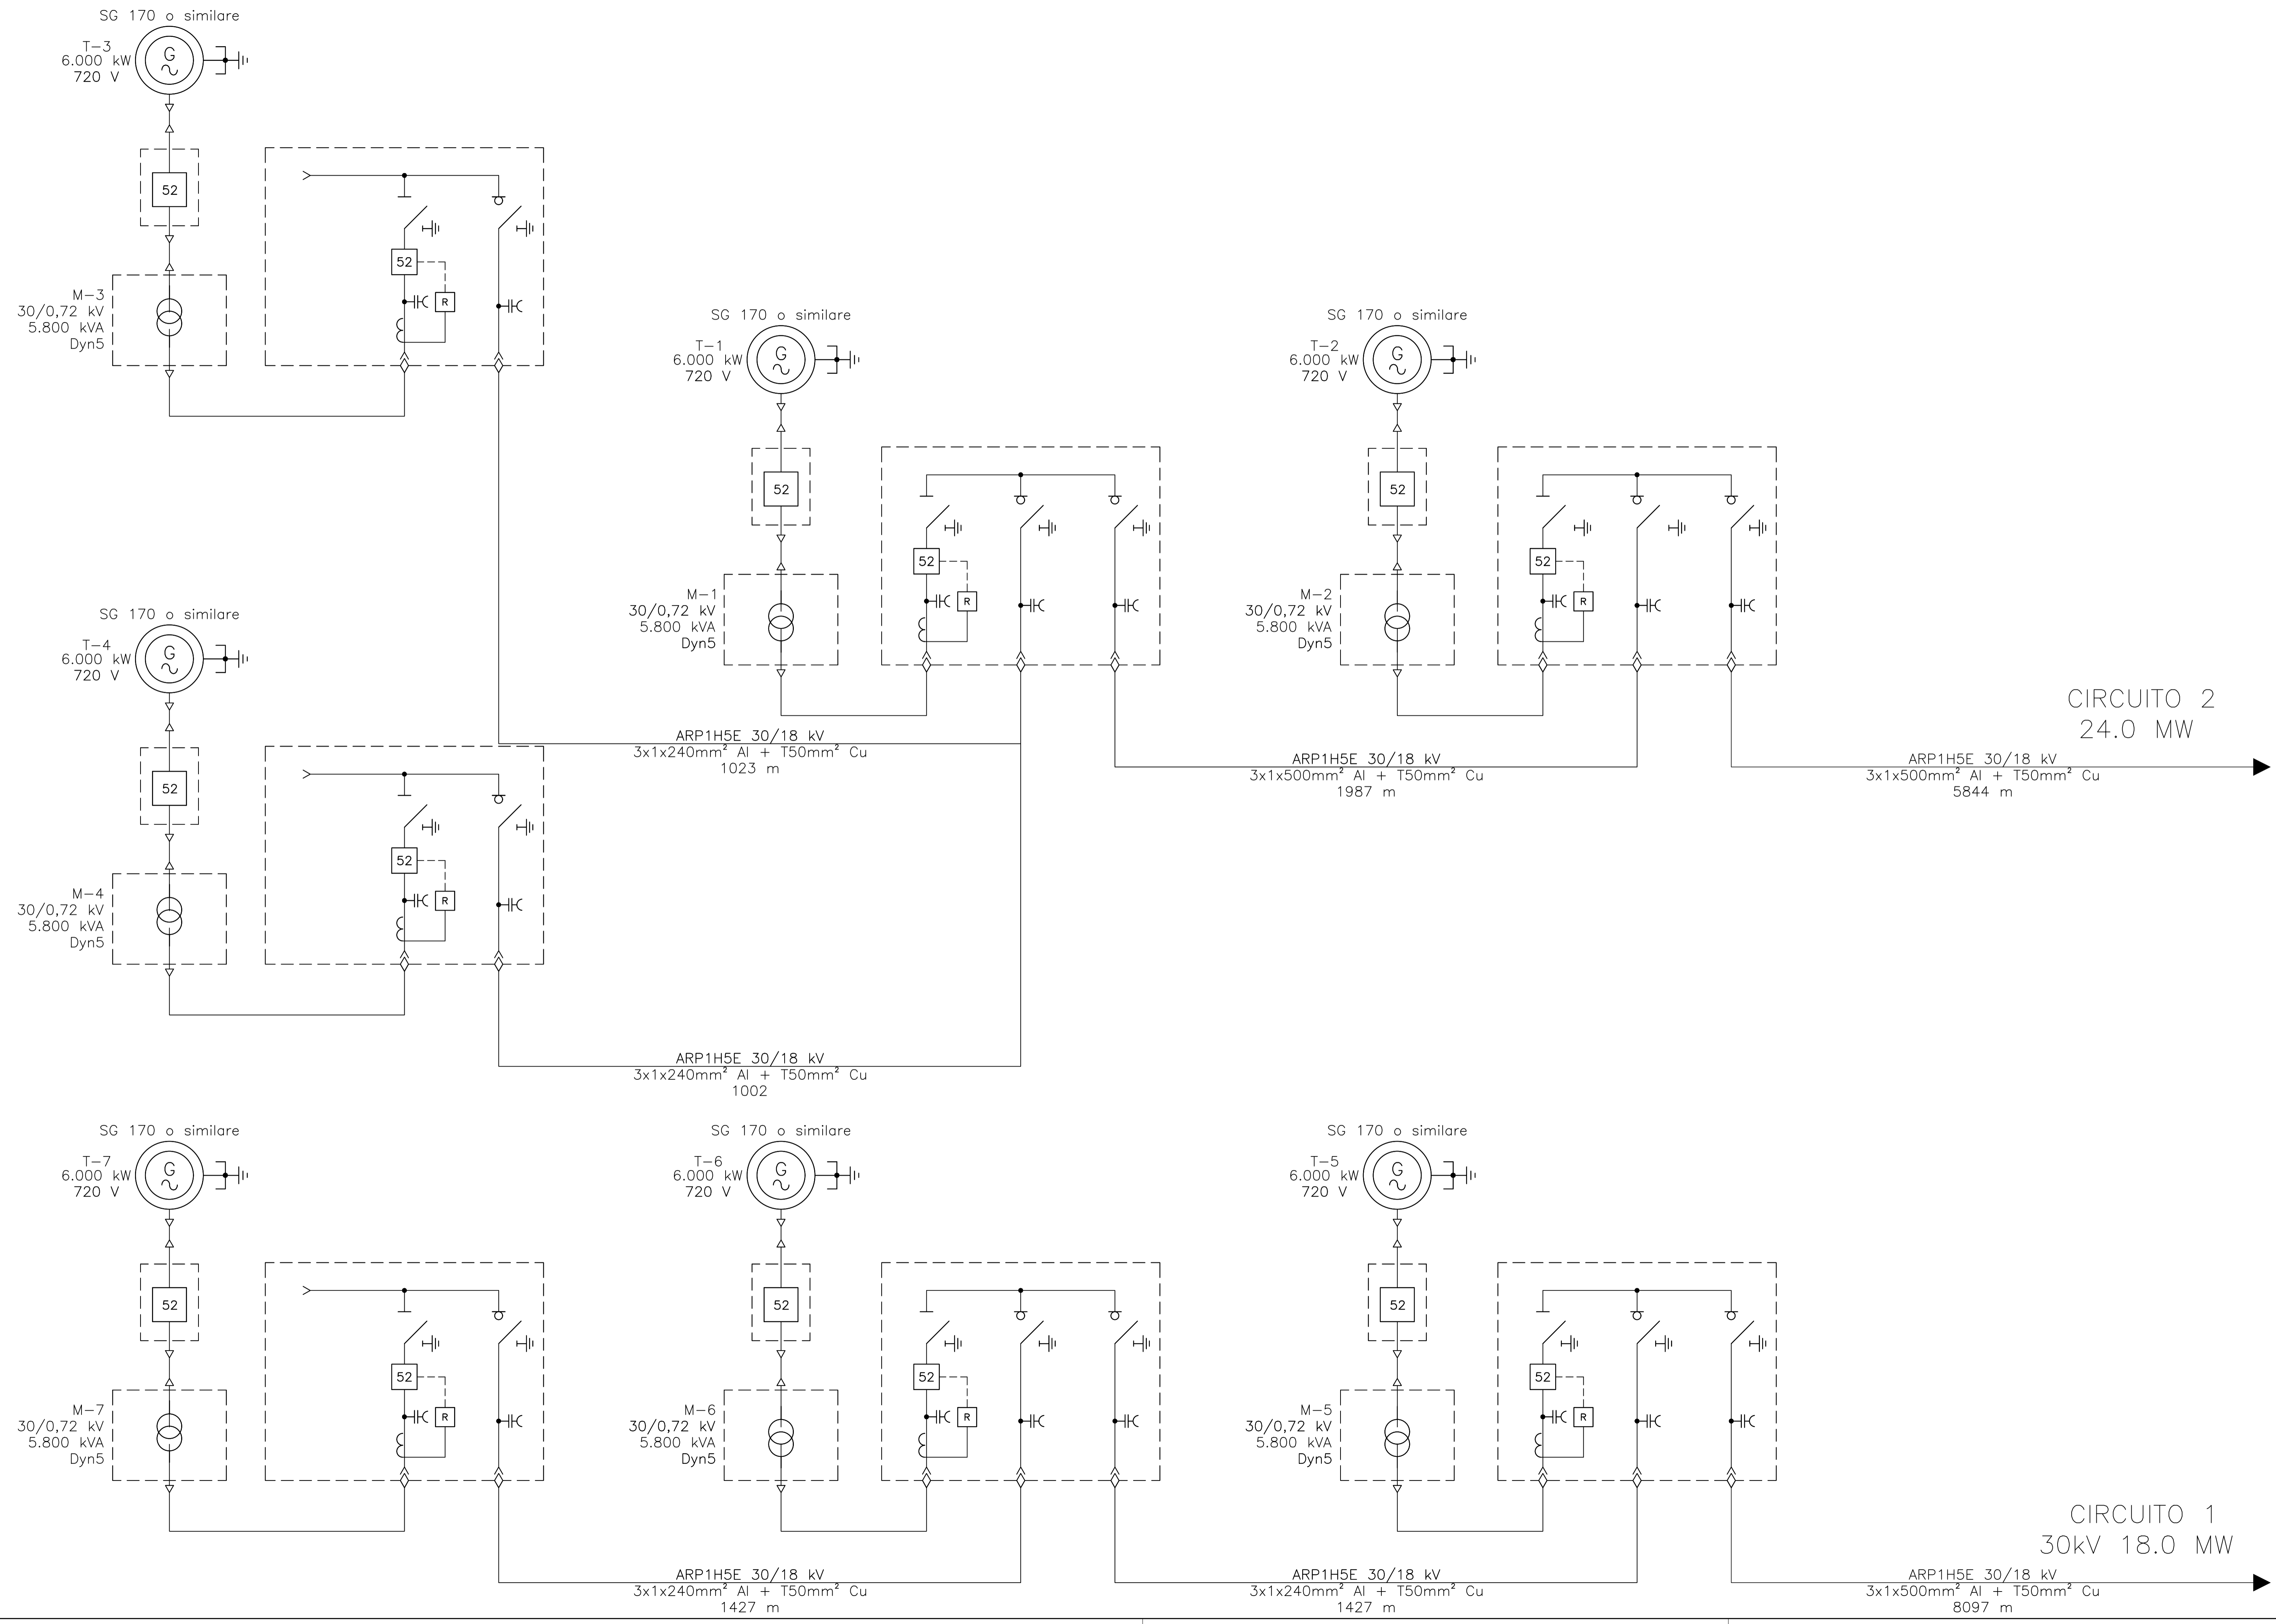 SG 170 o similare
T-3
6.000 kW
720 V
G
52
52
R
M-3
30/0,72 kV
5.800 kVA
Dyn5
SG 170 o similare
T-1
6.000 kW
720 V
G
52
52
R
M-1
30/0,72 kV
5.800 kVA
Dyn5
SG 170 o similare
T-2
6.000 kW
720 V
G
52
52
R
M-2
30/0,72 kV
5.800 kVA
Dyn5
ARP1H5E 30/18 kV
3x1x240mm² Al + T50mm² Cu
1023 m
ARP1H5E 30/18 kV
3x1x500mm² Al + T50mm² Cu
1987 m
CIRCUITO 2
24.0 MW
ARP1H5E 30/18 kV
3x1x500mm² Al + T50mm² Cu
5844 m
SG 170 o similare
T-4
6.000 kW
720 V
G
52
52
R
M-4
30/0,72 kV
5.800 kVA
Dyn5
ARP1H5E 30/18 kV
3x1x240mm² Al + T50mm² Cu
1002
SG 170 o similare
T-7
6.000 kW
720 V
G
52
52
R
M-7
30/0,72 kV
5.800 kVA
Dyn5
SG 170 o similare
T-6
6.000 kW
720 V
G
52
52
R
M-6
30/0,72 kV
5.800 kVA
Dyn5
SG 170 o similare
T-5
6.000 kW
720 V
G
52
52
R
M-5
30/0,72 kV
5.800 kVA
Dyn5
ARP1H5E 30/18 kV
3x1x240mm² Al + T50mm² Cu
1427 m
ARP1H5E 30/18 kV
3x1x240mm² Al + T50mm² Cu
1427 m
CIRCUITO 1
30kV 18.0 MW
ARP1H5E 30/18 kV
3x1x500mm² Al + T50mm² Cu
8097 m